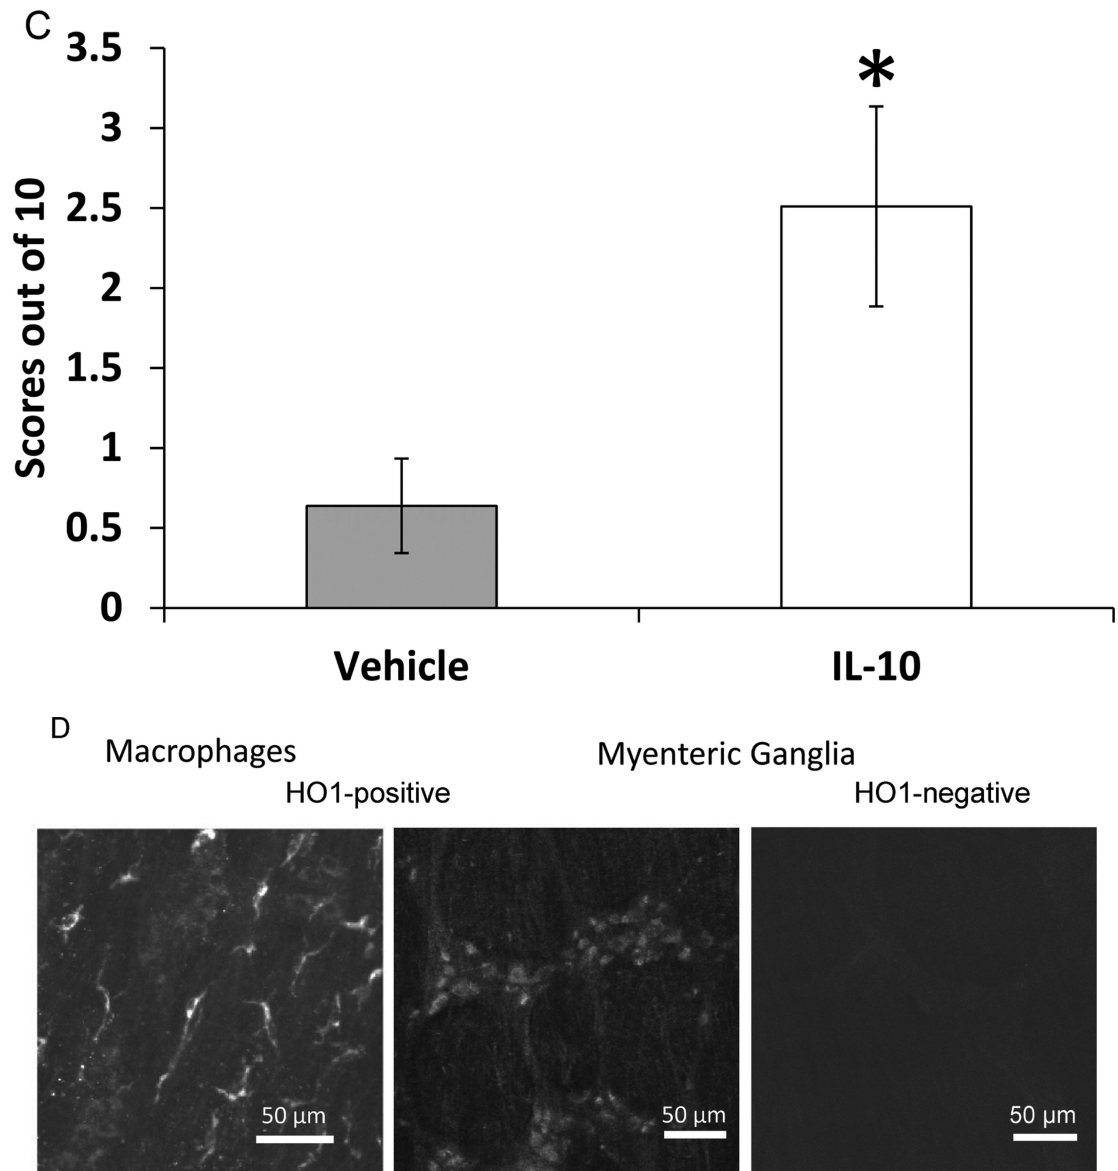 C
3.5
3
2.5
2
1.5
1
0.5
0
Scores out of 10
*
Vehicle
IL-10
D
Macrophages
Myenteric Ganglia
HO1-positive
HO1-negative
50 µm
50 µm
50 µm